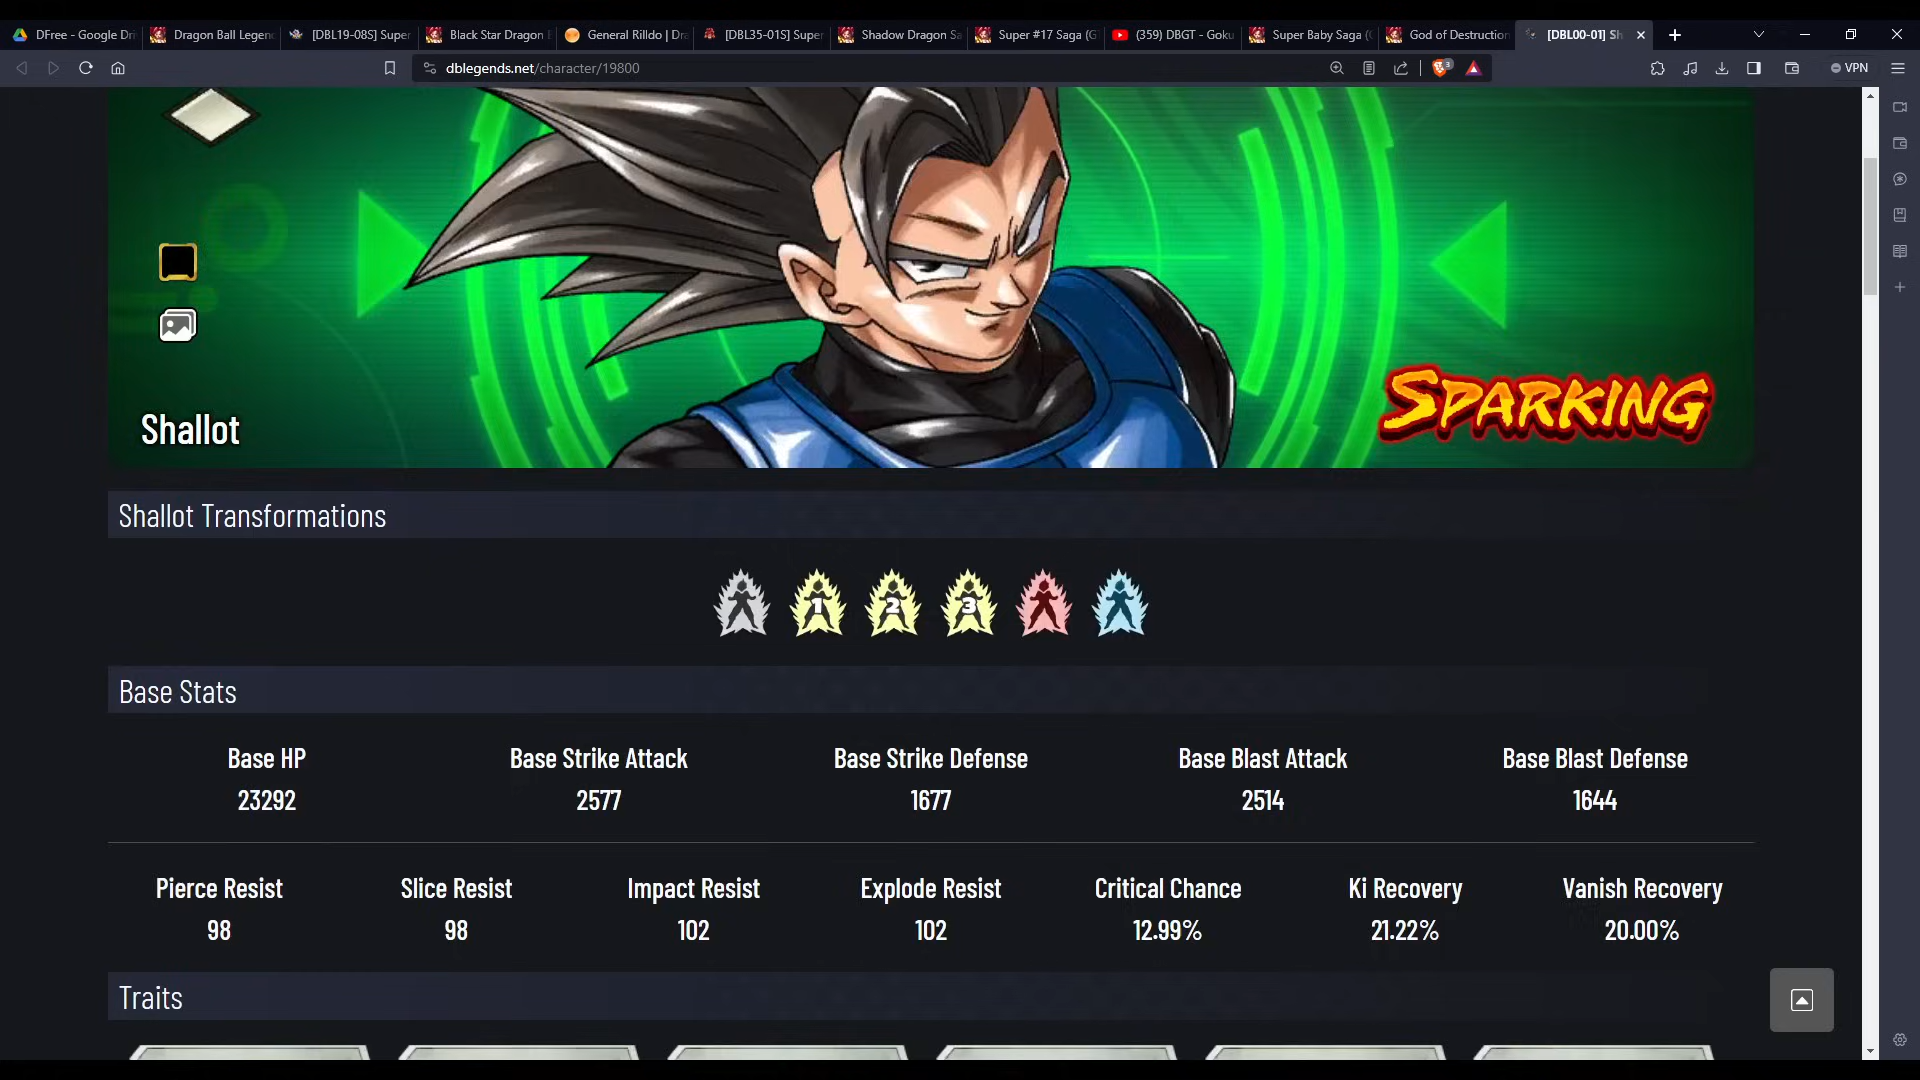 DFree - Google Dri
Dragon Ball Legend
[DBL19-08S] Super
Black Star Dragon B
General Rilldo | Dra
[DBL35-01S] Super
Shadow Dragon Sa
Super #17 Saga (GT
(359) DBGT - Goku
Super Baby Saga (G
God of Destruction
[DBL00-01] Sh
dblegends.net/character/19800
3
VPN
SPARKING
Shallot
Shallot Transformations
1 2 3
Base Stats
Base HP Base Strike Attack Base Strike Defense Base Blast Attack Base Blast Defense
23292 2577 1677 2514 1644
Pierce Resist Slice Resist Impact Resist Explode Resist Critical Chance Ki Recovery Vanish Recovery
98 98 102 102 12.99% 21.22% 20.00%
Traits